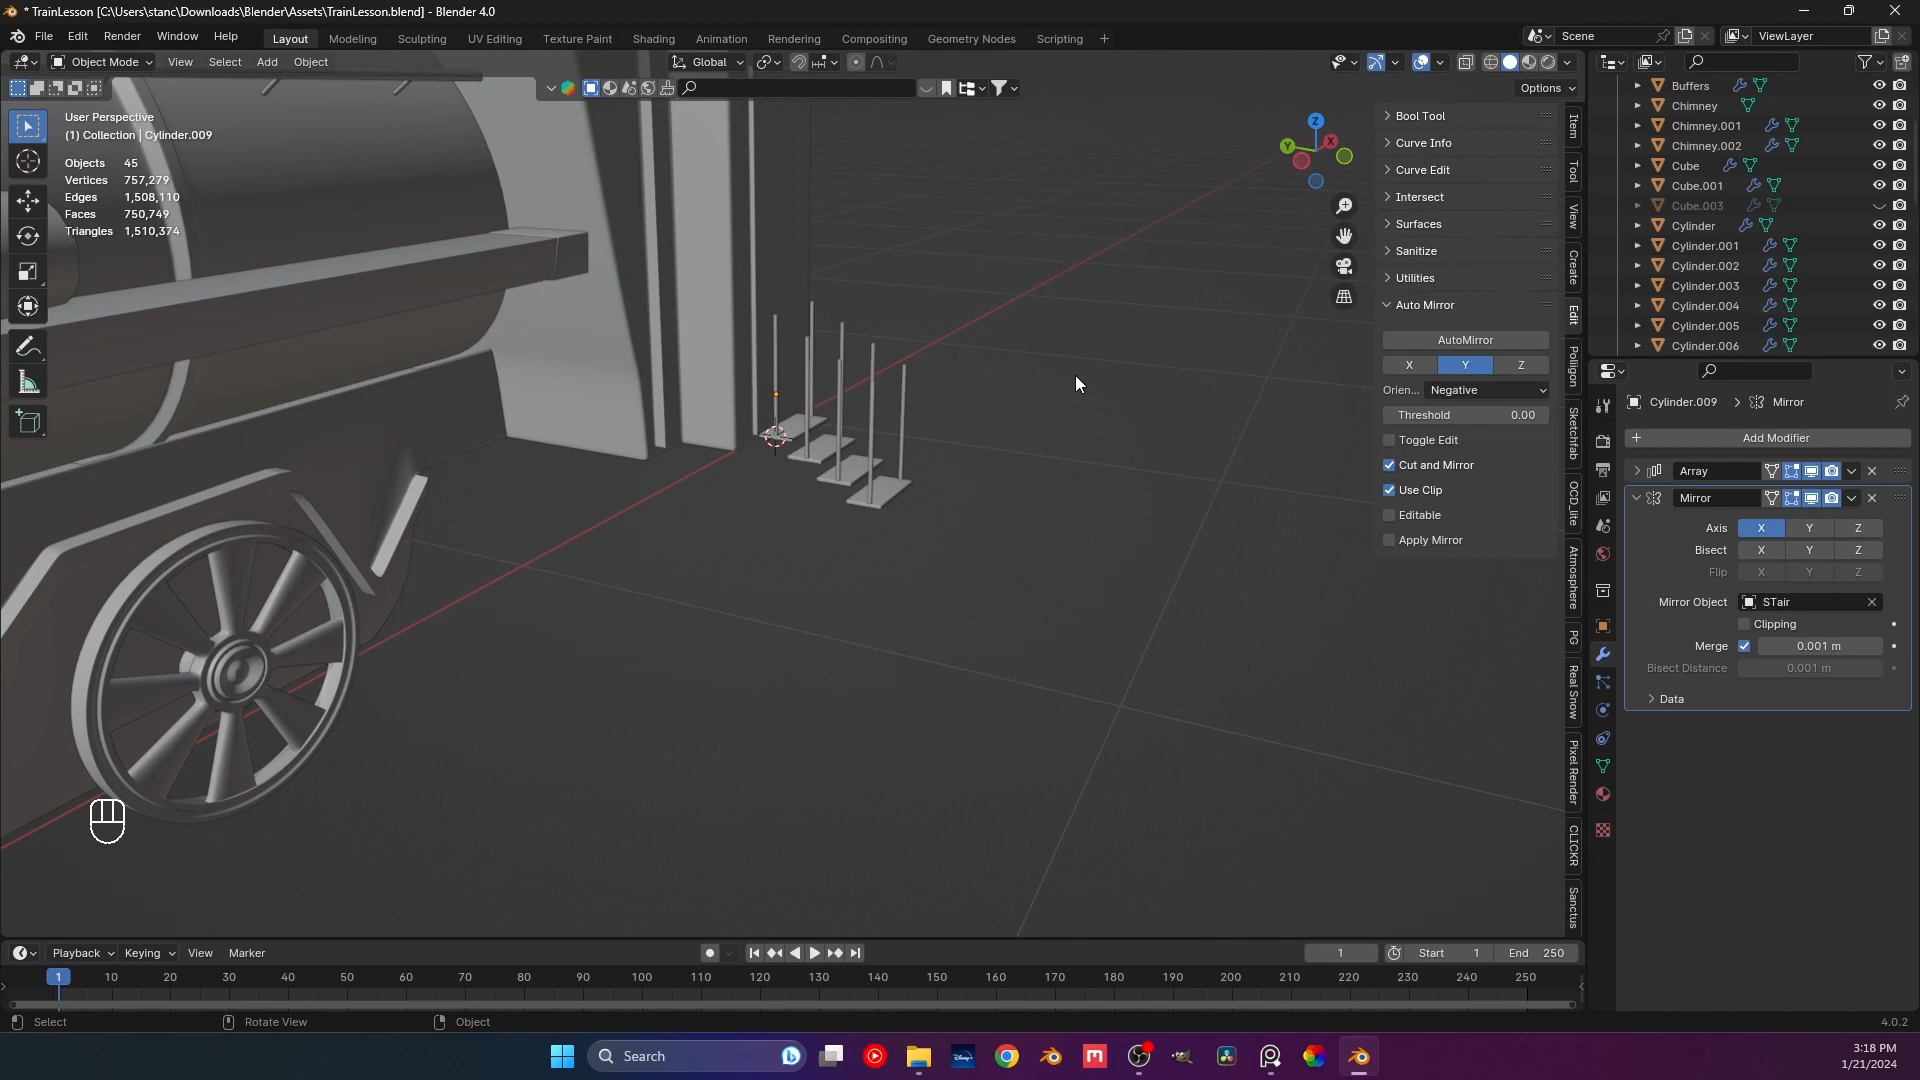 * TrainLesson [C:\Users\stanc\Downloads\Blender\Assets\TrainLesson.blend] - Blender 4.0
File Edit Render Window Help
Layout Modeling Sculpting UV Editing Texture Paint Shading Animation Rendering Compositing Geometry Nodes Scripting +
Scene
ViewLayer
Object Mode View Select Add Object
Global
Options
User Perspective
(1) Collection | Cylinder.009
Objects 45
Vertices 757,279
Edges 1,508,110
Faces 750,749
Triangles 1,510,374
Z
Y
X
Bool Tool
Curve Info
Curve Edit
Intersect
Surfaces
Sanitize
Utilities
Auto Mirror
AutoMirror
X Y Z
Orien... Negative
Threshold 0.00
Toggle Edit
Cut and Mirror
Use Clip
Editable
Apply Mirror
Item
Tool
View
Create
Edit
Poliigon
Sketchfab
OCD_lite
Atmosphere
PG
Real Snow
Pixel Render
CLICKR
Sanctus
Buffers
Chimney
Chimney.001
Chimney.002
Cube
Cube.001
Cube.003
Cylinder
Cylinder.001
Cylinder.002
Cylinder.003
Cylinder.004
Cylinder.005
Cylinder.006
Cylinder.009 > Mirror
+ Add Modifier
Array
Mirror
Axis X Y Z
Bisect X Y Z
Flip X Y Z
Mirror Object STair
Clipping
Merge 0.001 m
Bisect Distance 0.001 m
Data
Playback Keying View Marker
1
Start 1
End 250
1 10 20 30 40 50 60 70 80 90 100 110 120 130 140 150 160 170 180 190 200 210 220 230 240 250
Select
Rotate View
Object
4.0.2
Search
3:18 PM
1/21/2024